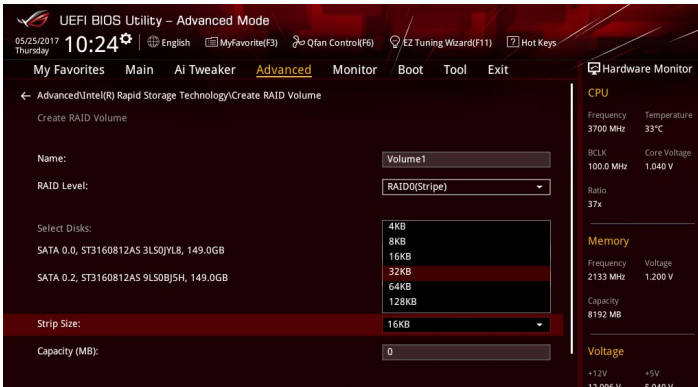 UEFI BIOS Utility – Advanced Mode
05/25/2017 Thursday 10:24 English MyFavorite(F3) Qfan Control(F6) EZ Tuning Wizard(F11) ? Hot Keys
My Favorites Main Ai Tweaker Advanced Monitor Boot Tool Exit
Hardware Monitor
← Advanced\Intel(R) Rapid Storage Technology\Create RAID Volume
Create RAID Volume
Name: Volume1
RAID Level: RAID0(Stripe)
Select Disks:
SATA 0.0, ST3160812AS 3LS0JYL8, 149.0GB
SATA 0.2, ST3160812AS 9LS0BJ5H, 149.0GB
4KB
8KB
16KB
32KB
64KB
128KB
Strip Size: 16KB
Capacity (MB): 0
CPU
Frequency Temperature
3700 MHz 33°C
BCLK Core Voltage
100.0 MHz 1.040 V
Ratio
37x
Memory
Frequency Voltage
2133 MHz 1.200 V
Capacity
8192 MB
Voltage
+12V +5V
12.096 V 5.040 V